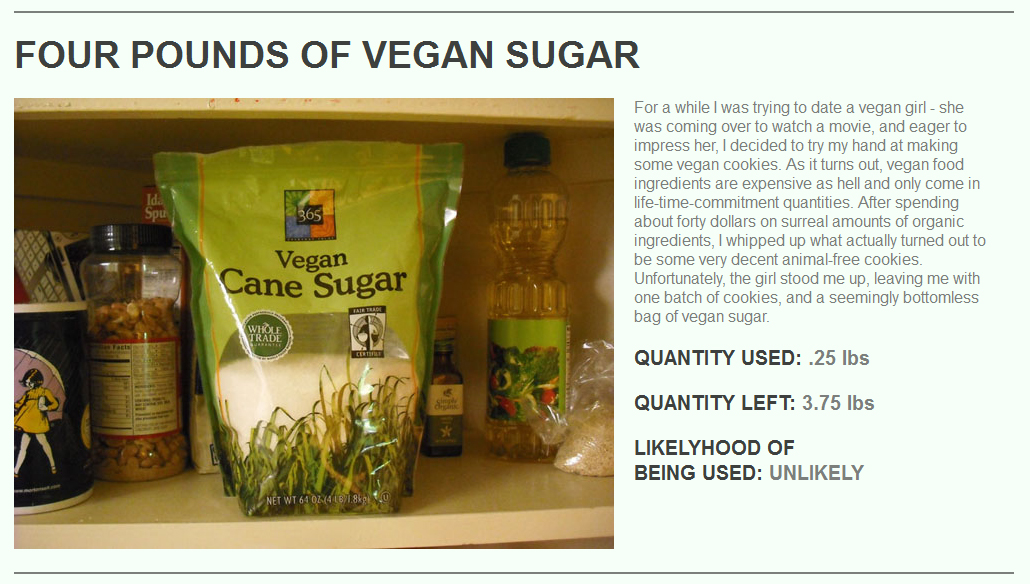 FOUR POUNDS OF VEGAN SUGAR
365
Vegan
Cane Sugar
WHOLE
TRADE
GUARANTEE
FAIR TRADE
CERTIFIED
NET WT 64 OZ (4 LB) 1.8kg
simply
Organic
For a while I was trying to date a vegan girl - she
was coming over to watch a movie, and eager to
impress her, I decided to try my hand at making
some vegan cookies. As it turns out, vegan food
ingredients are expensive as hell and only come in
life-time-commitment quantities. After spending
about forty dollars on surreal amounts of organic
ingredients, I whipped up what actually turned out to
be some very decent animal-free cookies.
Unfortunately, the girl stood me up, leaving me with
one batch of cookies, and a seemingly bottomless
bag of vegan sugar.
QUANTITY USED: .25 lbs
QUANTITY LEFT: 3.75 lbs
LIKELYHOOD OF
BEING USED: UNLIKELY